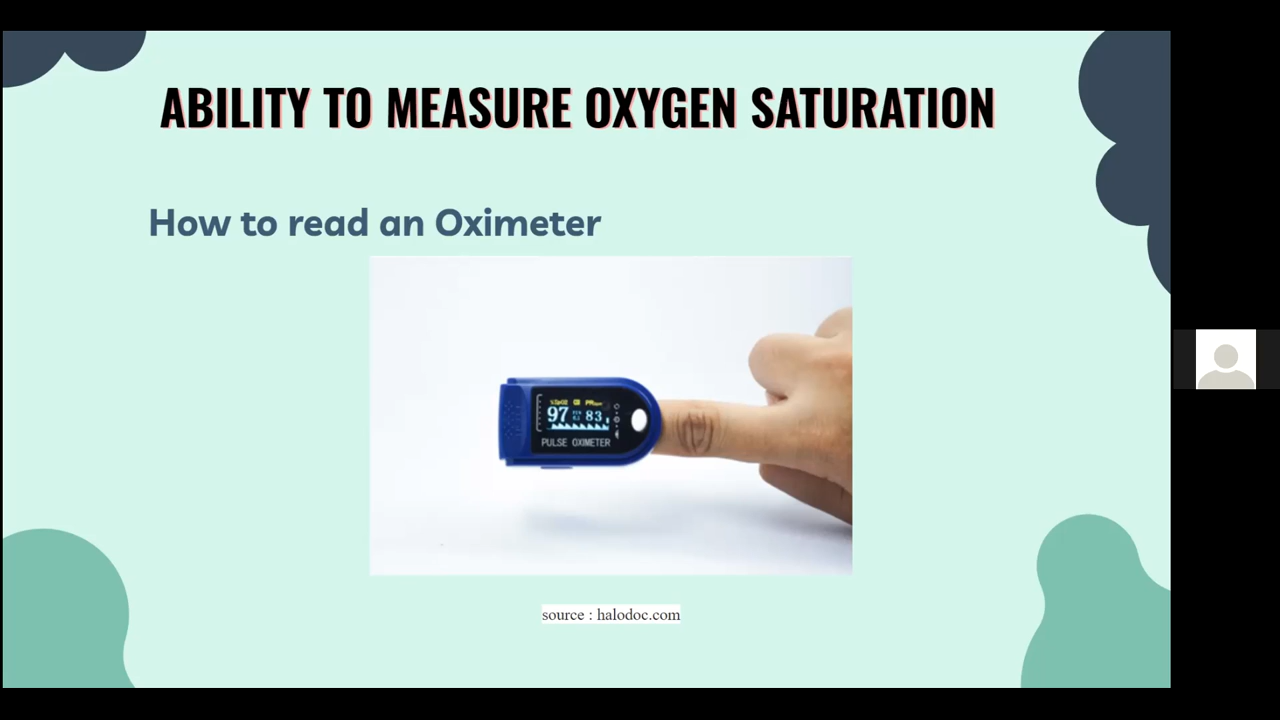 ABILITY TO MEASURE OXYGEN SATURATION
How to read an Oximeter
97 83
PULSE OXIMETER
source : halodoc.com